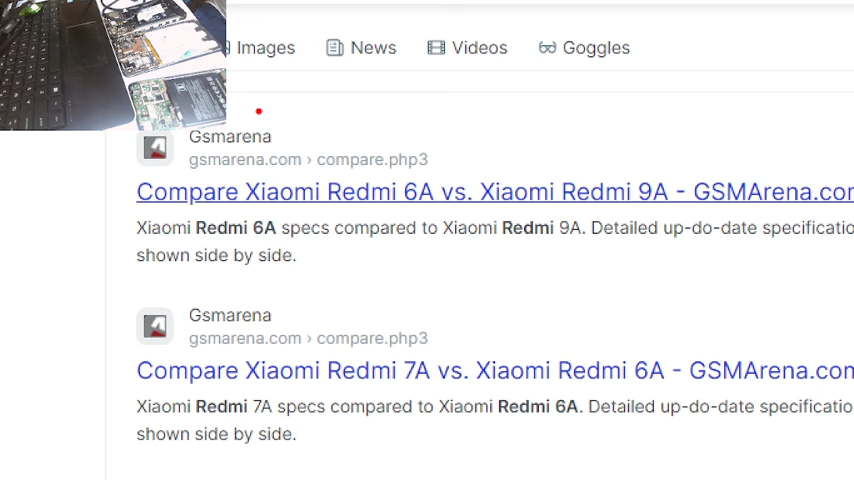 Images
News
Videos
Goggles
Gsmarena
gsmarena.com › compare.php3
Compare Xiaomi Redmi 6A vs. Xiaomi Redmi 9A - GSMArena.com
Xiaomi Redmi 6A specs compared to Xiaomi Redmi 9A. Detailed up-do-date specificatio
shown side by side.
Gsmarena
gsmarena.com › compare.php3
Compare Xiaomi Redmi 7A vs. Xiaomi Redmi 6A - GSMArena.com
Xiaomi Redmi 7A specs compared to Xiaomi Redmi 6A. Detailed up-do-date specificatio
shown side by side.